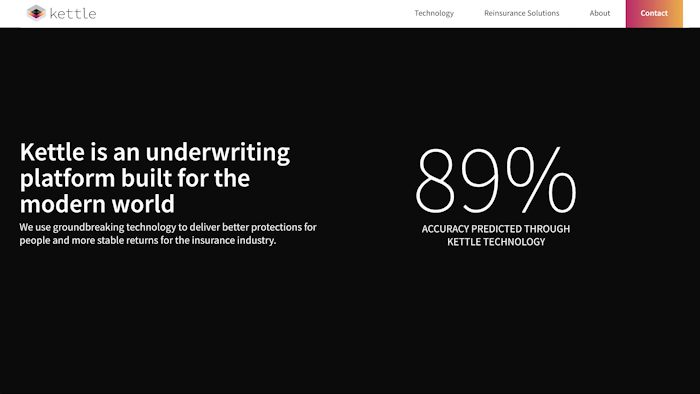 kettle
Technology
Reinsurance Solutions
About
Contact
Kettle is an underwriting
platform built for the
modern world
We use groundbreaking technology to deliver better protections for
people and more stable returns for the insurance industry.
89%
ACCURACY PREDICTED THROUGH
KETTLE TECHNOLOGY